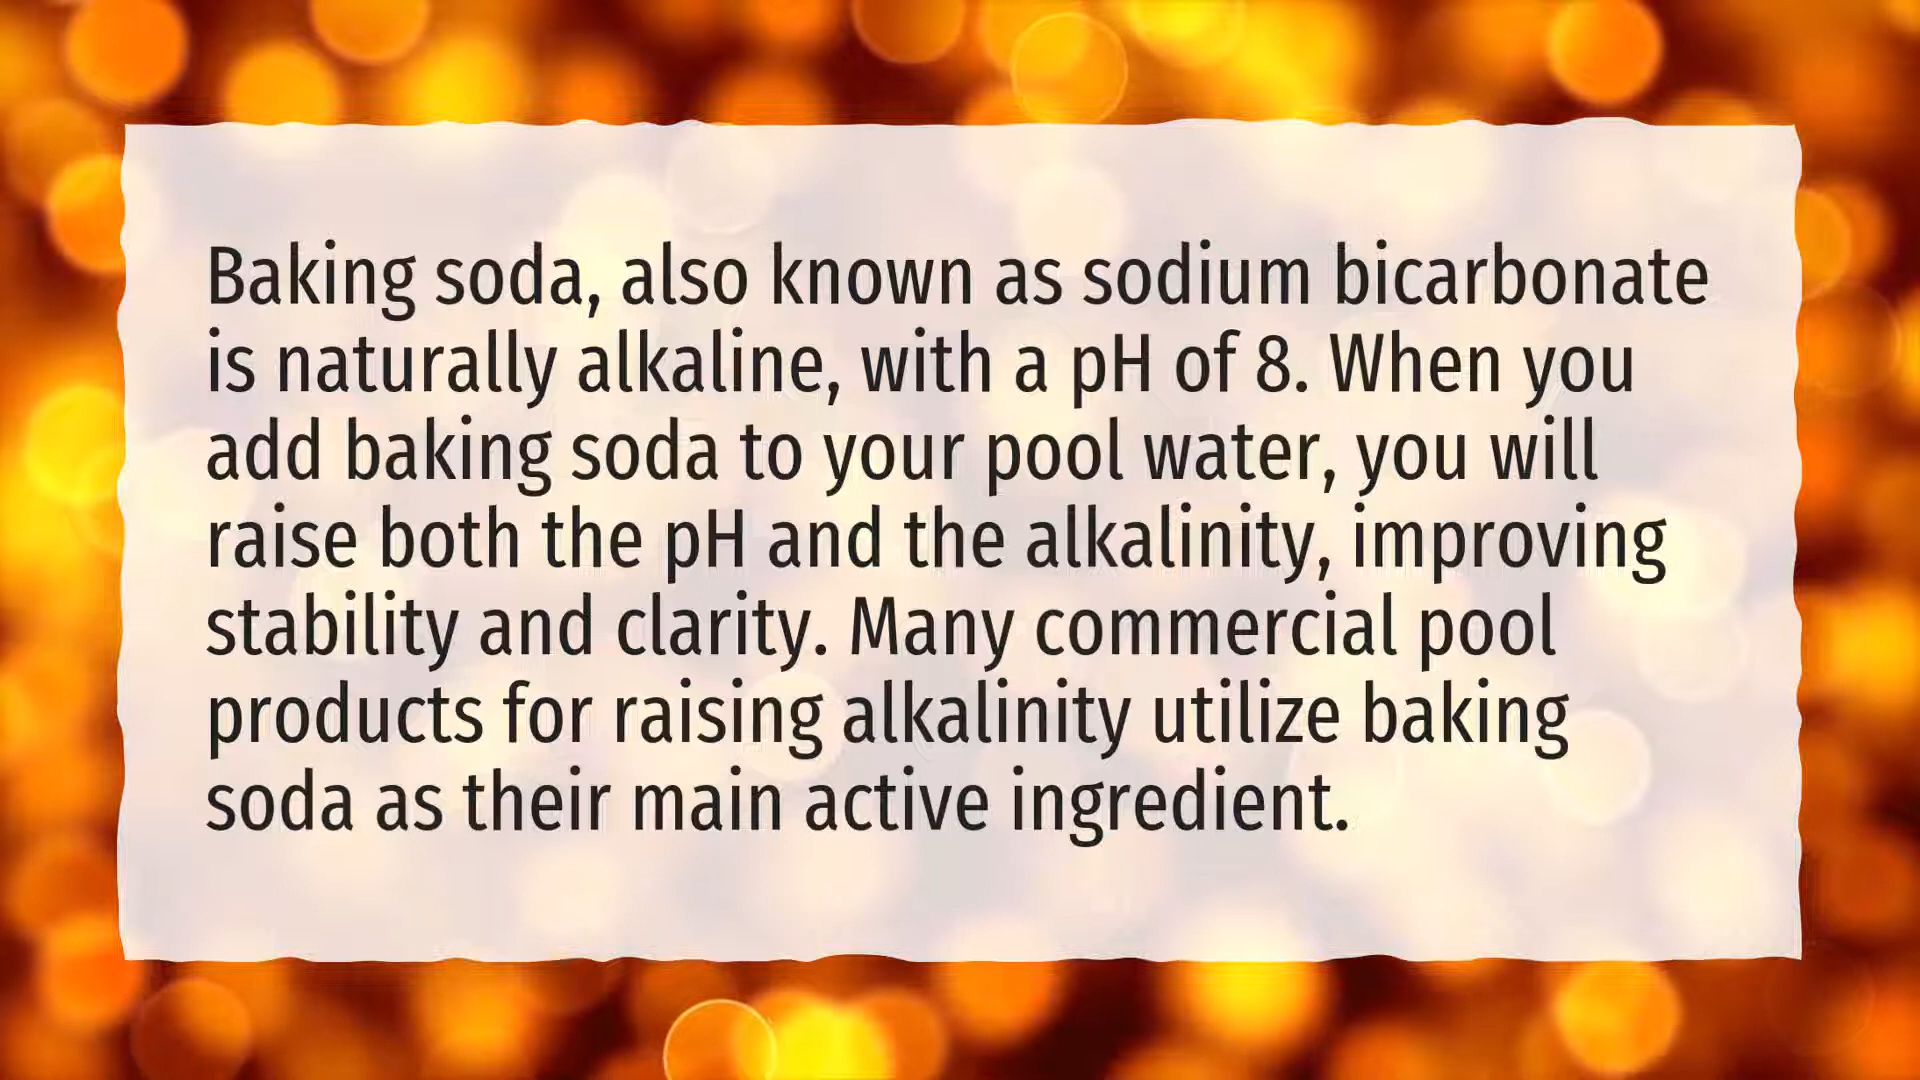 Baking soda, also known as sodium bicarbonate
is naturally alkaline, with a pH of 8. When you
add baking soda to your pool water, you will
raise both the pH and the alkalinity, improving
stability and clarity. Many commercial pool
products for raising alkalinity utilize baking
soda as their main active ingredient.